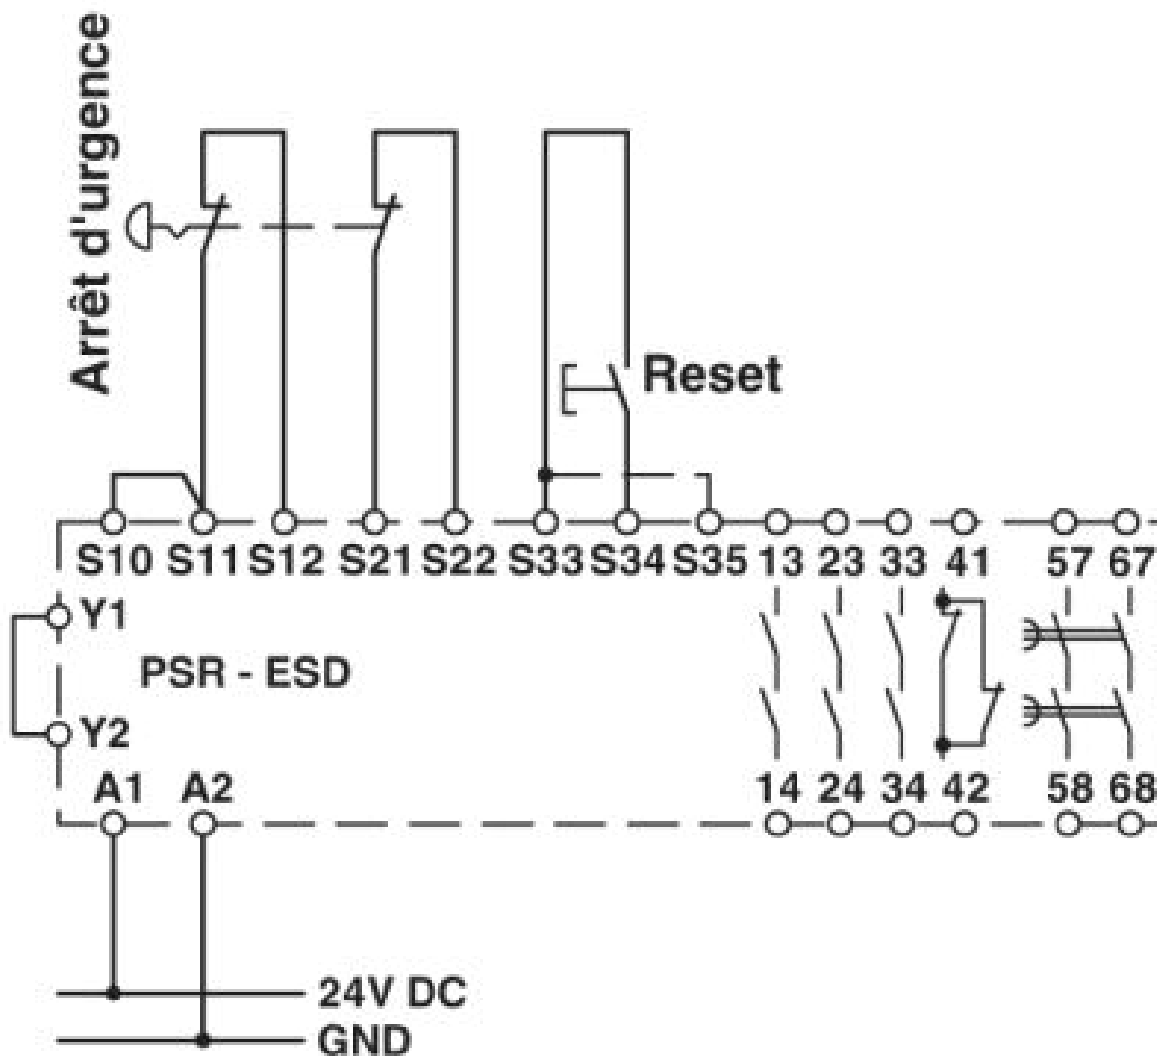 Arrêt d'urgence
Reset
S10 S11 S12 S21 S22 S33 S34 S35 13 23 33 41 57 67
Y1
PSR - ESD
Y2
A1 A2 14 24 34 42 58 68
24V DC
GND